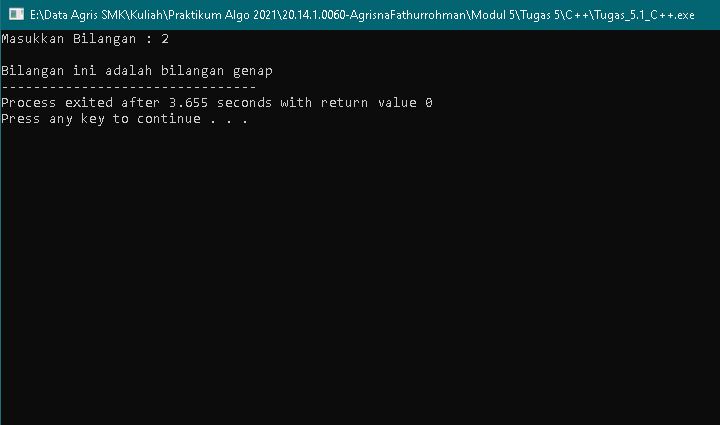 E:\Data Agris SMK\Kuliah\Praktikum Algo 2021\20.14.1.0060-AgrisnaFathurrohman\Modul 5\Tugas 5\C++\Tugas_5.1_C++.exe
Masukkan Bilangan : 2
Bilangan ini adalah bilangan genap
--------------------------------
Process exited after 3.655 seconds with return value 0
Press any key to continue . . .